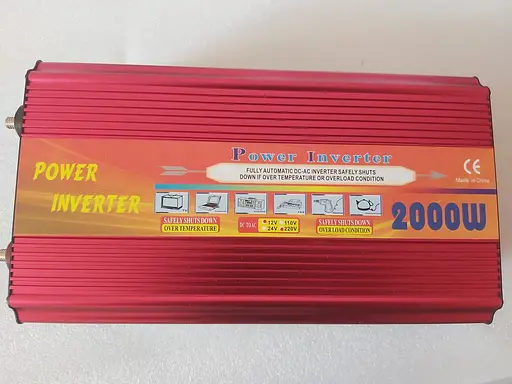 POWER
INVERTER
Power Inverter
FULLY AUTOMATIC DC-AC INVERTER SAFELY SHUTS
DOWN IF OVER TEMPERATURE OR OVERLOAD CONDITION
SAFELY SHUTS DOWN
OVER TEMPERATURE
DC TO AC
12V 110V
24V 220V
SAFELY SHUTS DOWN
OVER LOAD CONDITION
CE
Made in China
2000W